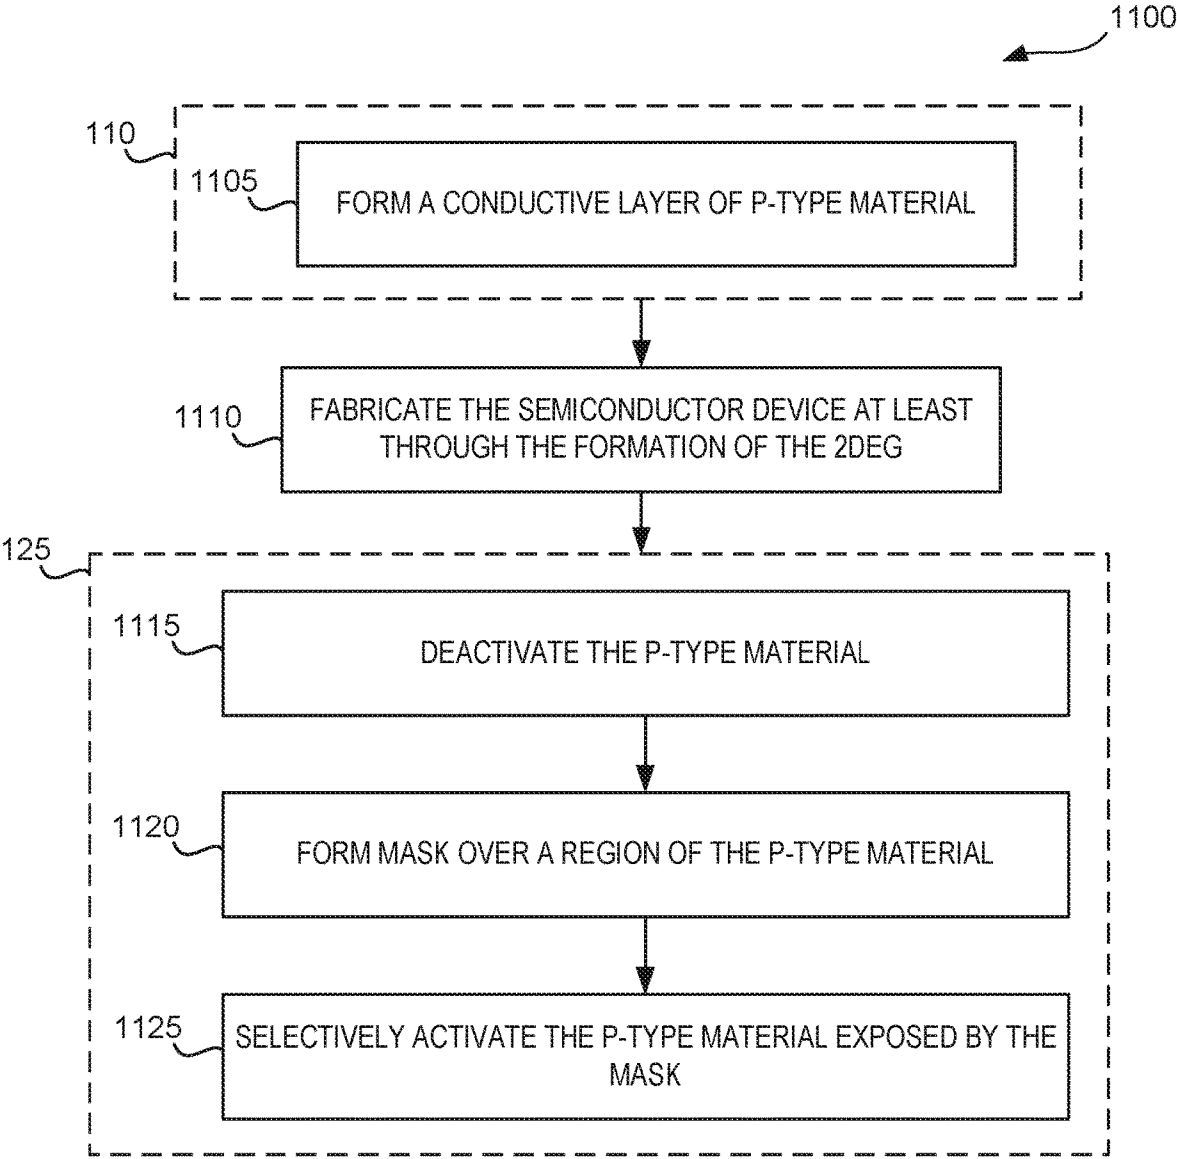 1100
110
1105
FORM A CONDUCTIVE LAYER OF P-TYPE MATERIAL
1110
FABRICATE THE SEMICONDUCTOR DEVICE AT LEAST
THROUGH THE FORMATION OF THE 2DEG
125
1115
DEACTIVATE THE P-TYPE MATERIAL
1120
FORM MASK OVER A REGION OF THE P-TYPE MATERIAL
1125
SELECTIVELY ACTIVATE THE P-TYPE MATERIAL EXPOSED BY THE
MASK